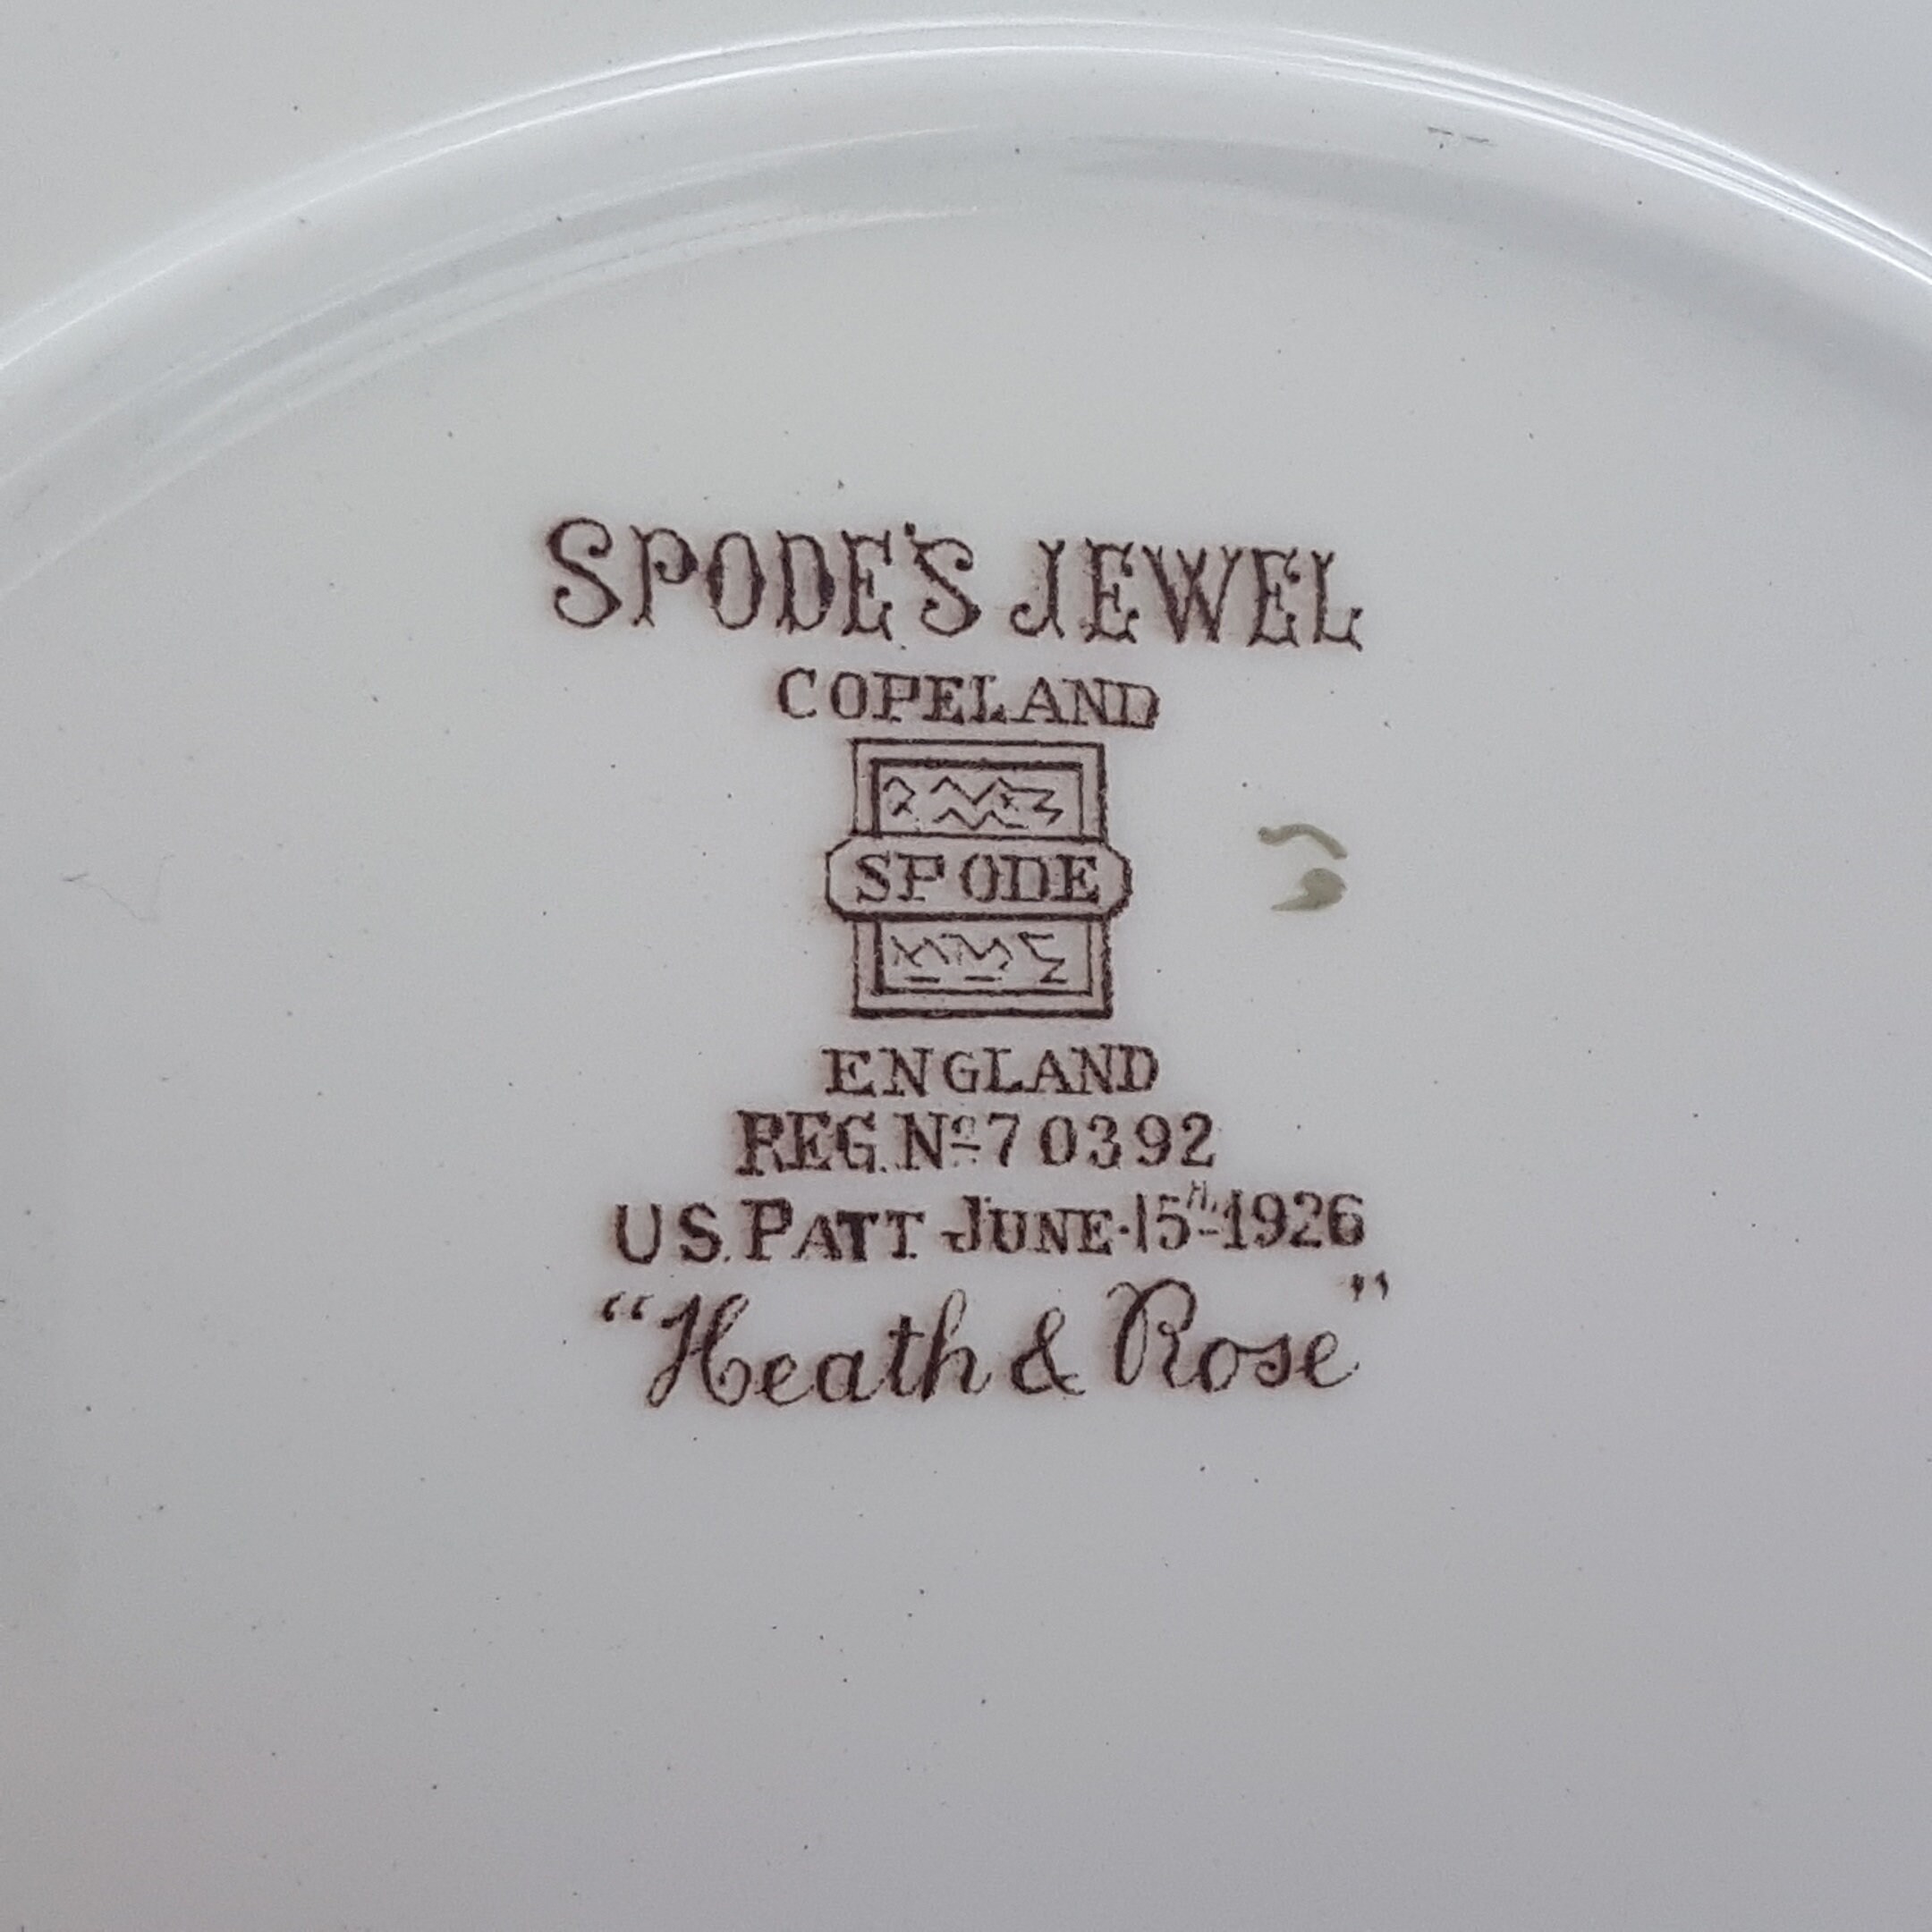 SPODE'S JEWEL
COPELAND
SPODE
ENGLAND
REG. Nº 70392
U.S. PATT JUNE·15TH 1926
"Heath & Rose"